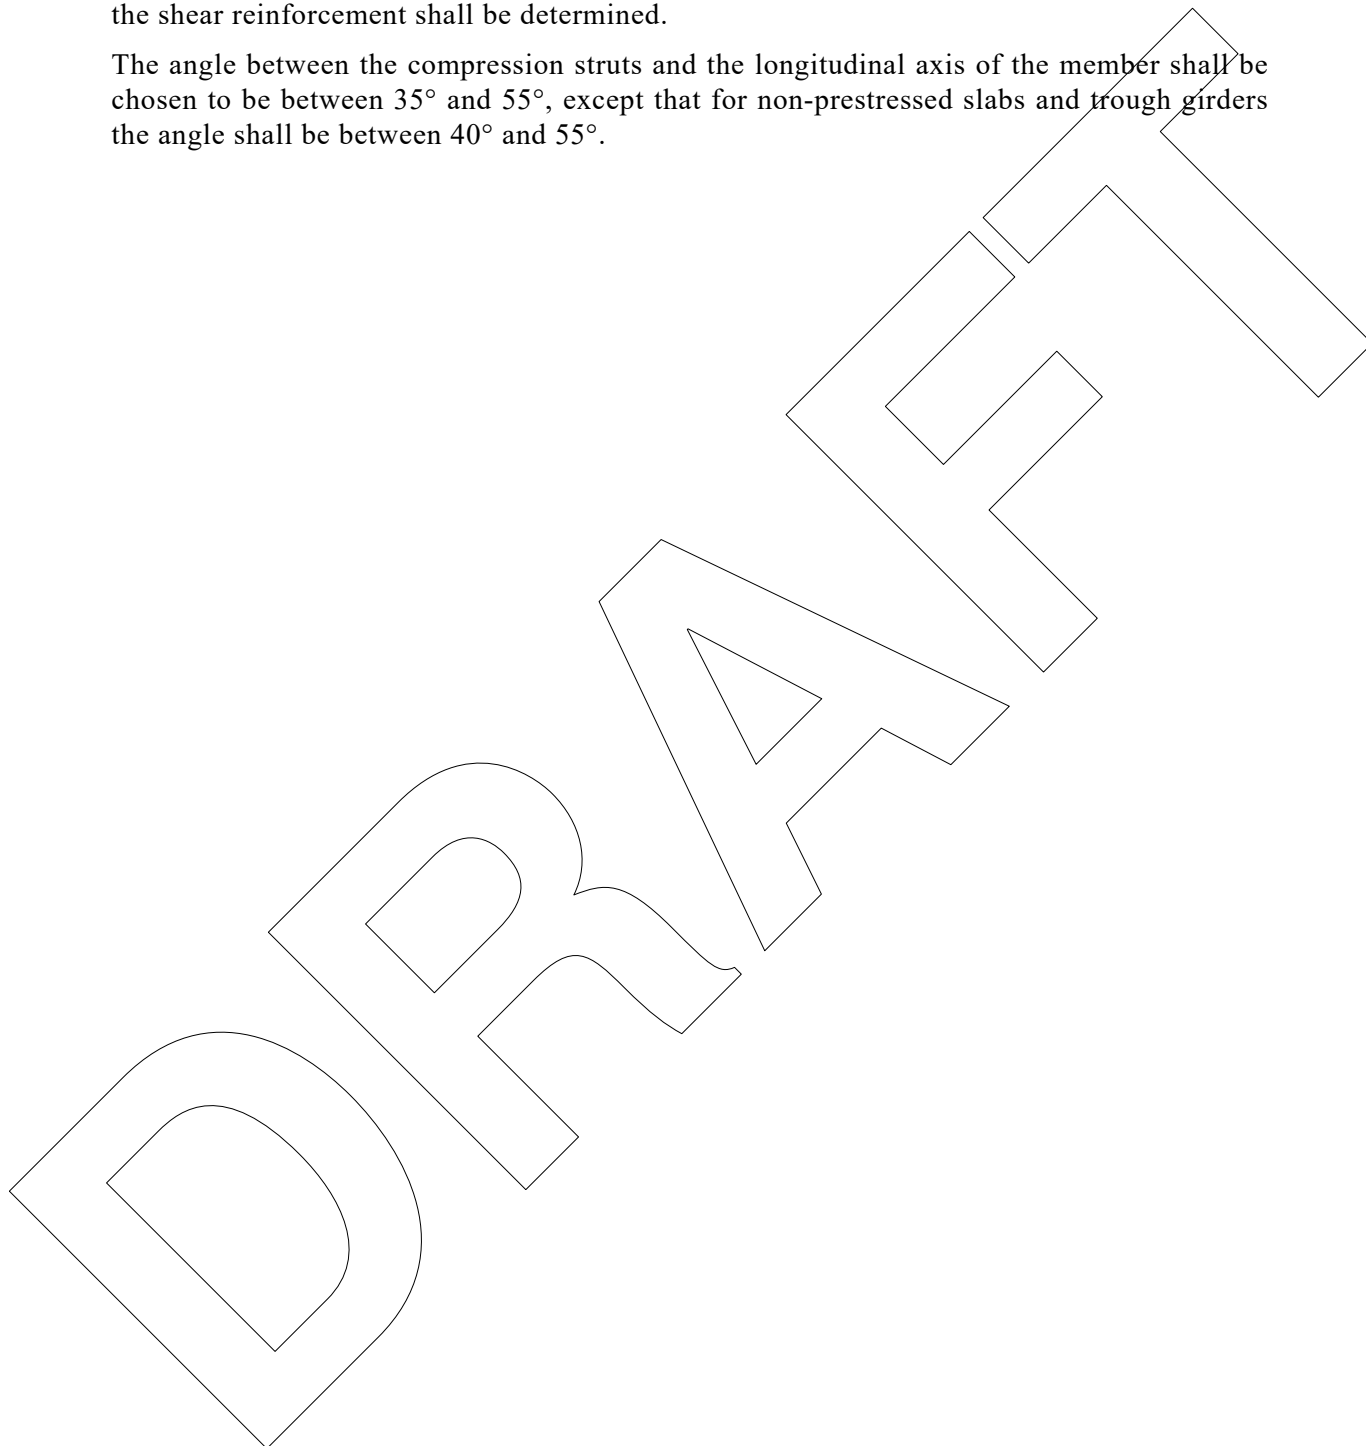 the shear reinforcement shall be determined.
The angle between the compression struts and the longitudinal axis of the member shall be
chosen to be between 35° and 55°, except that for non-prestressed slabs and trough girders
the angle shall be between 40° and 55°.
DRAFT